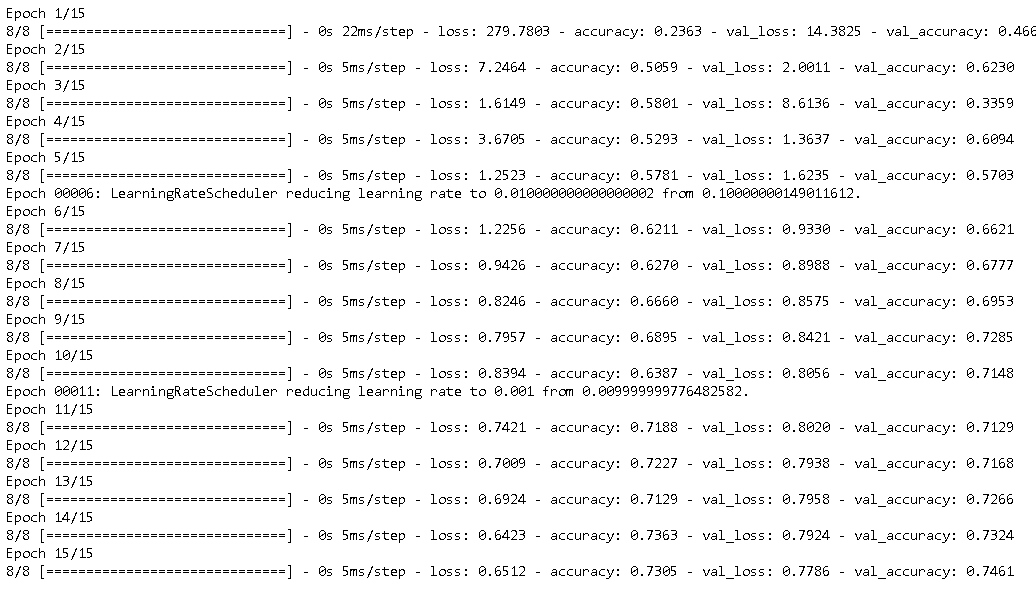 Epoch 1/15
8/8 [==============================] - 0s 22ms/step - loss: 279.7803 - accuracy: 0.2363 - val_loss: 14.3825 - val_accuracy: 0.466
Epoch 2/15
8/8 [==============================] - 0s 5ms/step - loss: 7.2464 - accuracy: 0.5059 - val_loss: 2.0011 - val_accuracy: 0.6230
Epoch 3/15
8/8 [==============================] - 0s 5ms/step - loss: 1.6149 - accuracy: 0.5801 - val_loss: 8.6136 - val_accuracy: 0.3359
Epoch 4/15
8/8 [==============================] - 0s 5ms/step - loss: 3.6705 - accuracy: 0.5293 - val_loss: 1.3637 - val_accuracy: 0.6094
Epoch 5/15
8/8 [==============================] - 0s 5ms/step - loss: 1.2523 - accuracy: 0.5781 - val_loss: 1.6235 - val_accuracy: 0.5703
Epoch 00006: LearningRateScheduler reducing learning rate to 0.010000000000000002 from 0.10000000149011612.
Epoch 6/15
8/8 [==============================] - 0s 5ms/step - loss: 1.2256 - accuracy: 0.6211 - val_loss: 0.9330 - val_accuracy: 0.6621
Epoch 7/15
8/8 [==============================] - 0s 5ms/step - loss: 0.9426 - accuracy: 0.6270 - val_loss: 0.8988 - val_accuracy: 0.6777
Epoch 8/15
8/8 [==============================] - 0s 5ms/step - loss: 0.8246 - accuracy: 0.6660 - val_loss: 0.8575 - val_accuracy: 0.6953
Epoch 9/15
8/8 [==============================] - 0s 5ms/step - loss: 0.7957 - accuracy: 0.6895 - val_loss: 0.8421 - val_accuracy: 0.7285
Epoch 10/15
8/8 [==============================] - 0s 5ms/step - loss: 0.8394 - accuracy: 0.6387 - val_loss: 0.8056 - val_accuracy: 0.7148
Epoch 00011: LearningRateScheduler reducing learning rate to 0.001 from 0.009999999776482582.
Epoch 11/15
8/8 [==============================] - 0s 5ms/step - loss: 0.7421 - accuracy: 0.7188 - val_loss: 0.8020 - val_accuracy: 0.7129
Epoch 12/15
8/8 [==============================] - 0s 5ms/step - loss: 0.7009 - accuracy: 0.7227 - val_loss: 0.7938 - val_accuracy: 0.7168
Epoch 13/15
8/8 [==============================] - 0s 5ms/step - loss: 0.6924 - accuracy: 0.7129 - val_loss: 0.7958 - val_accuracy: 0.7266
Epoch 14/15
8/8 [==============================] - 0s 5ms/step - loss: 0.6423 - accuracy: 0.7363 - val_loss: 0.7924 - val_accuracy: 0.7324
Epoch 15/15
8/8 [==============================] - 0s 5ms/step - loss: 0.6512 - accuracy: 0.7305 - val_loss: 0.7786 - val_accuracy: 0.7461